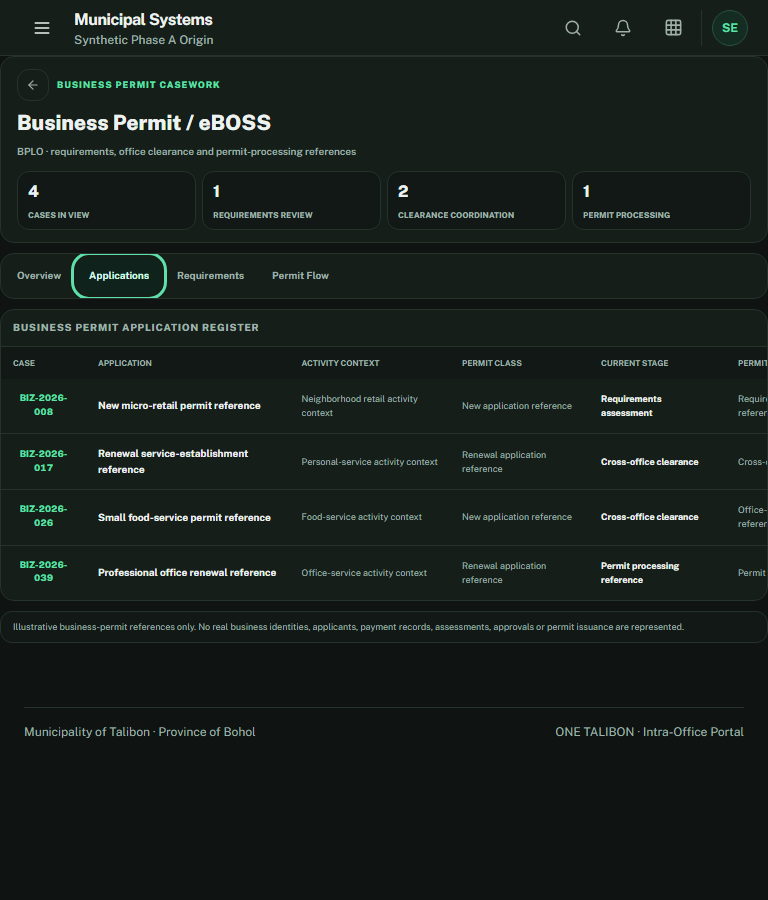 Municipal Systems
Synthetic Phase A Origin
SE
BUSINESS PERMIT CASEWORK
Business Permit / eBOSS
BPLO · requirements, office clearance and permit-processing references
4
CASES IN VIEW
1
REQUIREMENTS REVIEW
2
CLEARANCE COORDINATION
1
PERMIT PROCESSING
Overview
Applications
Requirements
Permit Flow
BUSINESS PERMIT APPLICATION REGISTER
CASE
APPLICATION
ACTIVITY CONTEXT
PERMIT CLASS
CURRENT STAGE
PERMIT
BIZ-2026-
008
New micro-retail permit reference
Neighborhood retail activity
context
New application reference
Requirements
assessment
BIZ-2026-
017
Renewal service-establishment
reference
Personal-service activity context
Renewal application
reference
Cross-office clearance
BIZ-2026-
026
Small food-service permit reference
Food-service activity context
New application reference
Cross-office clearance
Office-
BIZ-2026-
039
Professional office renewal reference
Office-service activity context
Renewal application
reference
Permit processing
reference
Permit
Illustrative business-permit references only. No real business identities, applicants, payment records, assessments, approvals or permit issuance are represented.
Municipality of Talibon · Province of Bohol
ONE TALIBON · Intra-Office Portal